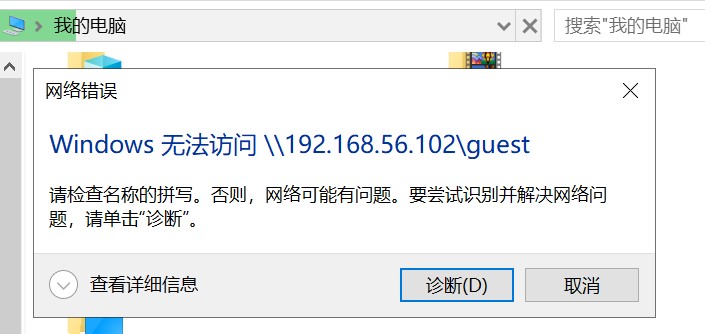 我的电脑
搜索"我的电脑"
网络错误
Windows 无法访问 \\192.168.56.102\guest
请检查名称的拼写。否则，网络可能有问题。要尝试识别并解决网络问
题，请单击“诊断”。
查看详细信息
诊断(D)
取消